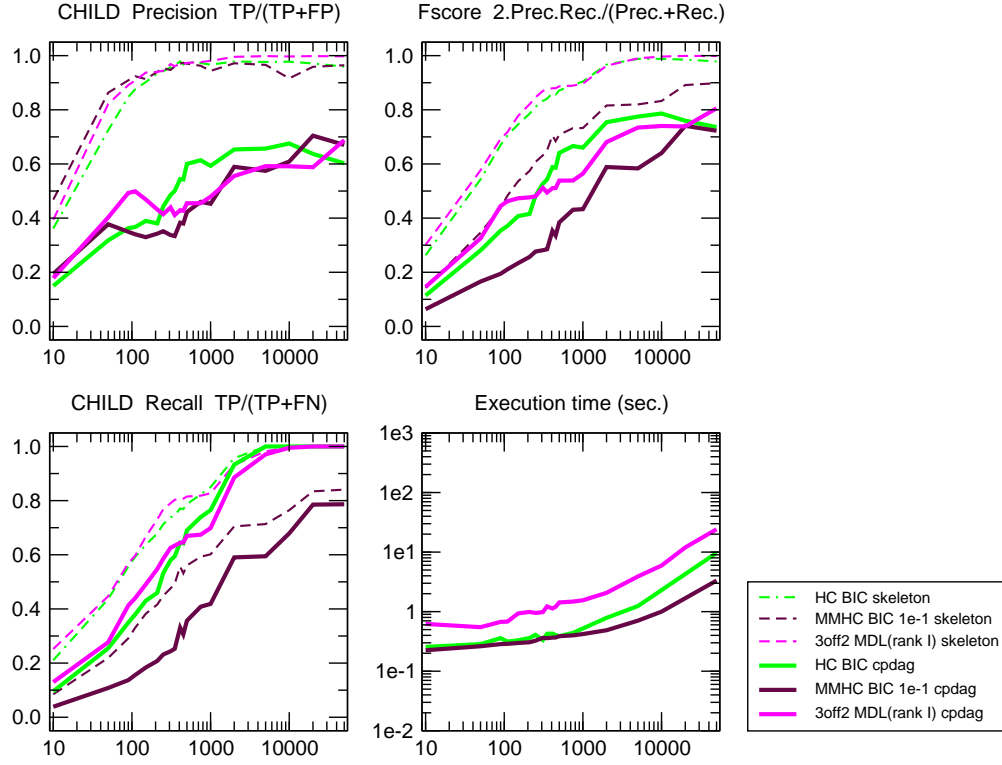 CHILD Precision TP/(TP+FP)
Fscore 2.Prec.Rec./(Prec.+Rec.)
1.0
0.8
0.6
0.4
0.2
0.0
10 100 1000 10000
1.0
0.8
0.6
0.4
0.2
0.0
10 100 1000 10000
CHILD Recall TP/(TP+FN)
Execution time (sec.)
1.0
0.8
0.6
0.4
0.2
0.0
10 100 1000 10000
1e3
1e2
1e1
1
1e-1
1e-2
10 100 1000 10000
HC BIC skeleton
MMHC BIC 1e-1 skeleton
3off2 MDL(rank I) skeleton
HC BIC cpdag
MMHC BIC 1e-1 cpdag
3off2 MDL(rank I) cpdag